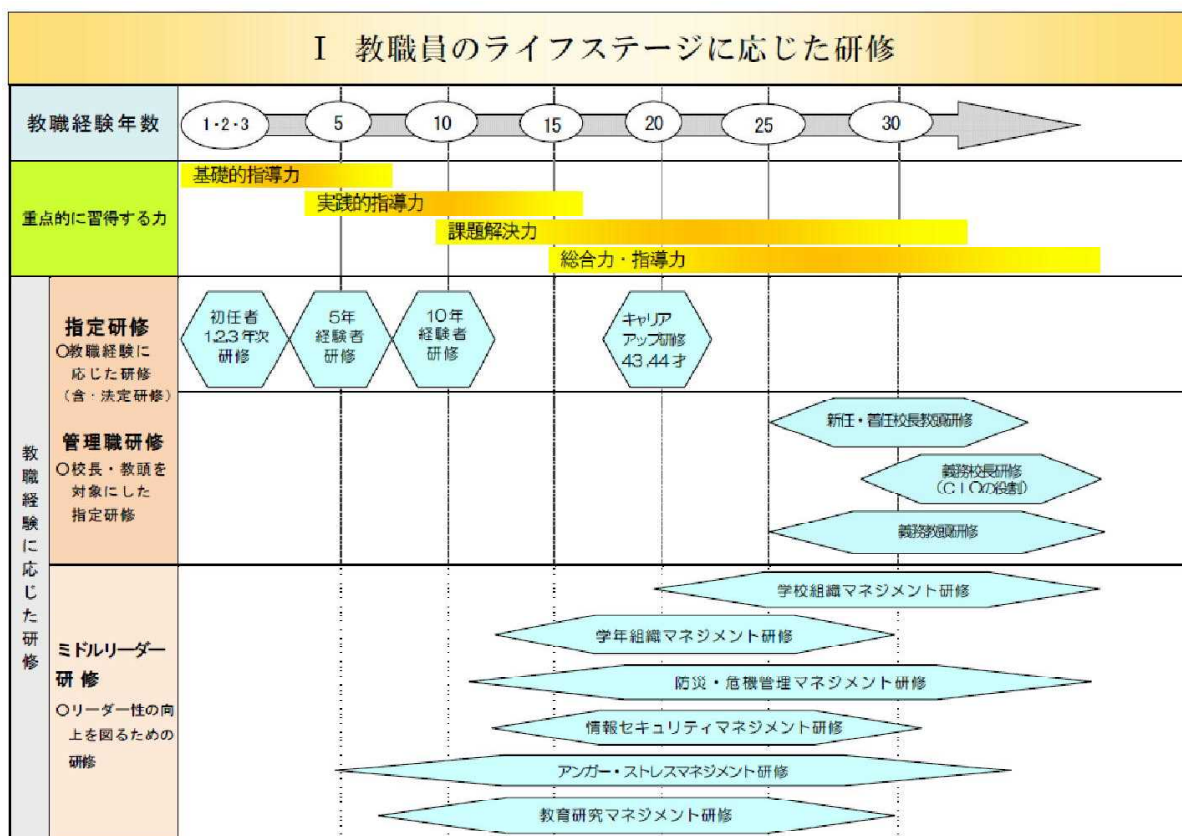 Ⅰ 教職員のライフステージに応じた研修
教職経験年数
1・2・3
5
10
15
20
25
30
重点的に習得する力
基礎的指導力
実践的指導力
課題解決力
総合力・指導力
教職経験に応じた研修
指定研修
○教職経験に
応じた研修
(含・法定研修)
初任者
1,2,3年次
研修
5年
経験者
研修
10年
経験者
研修
キャリア
アップ研修
43,44才
管理職研修
○校長・教頭を
対象にした
指定研修
新任・着任校長教頭研修
義務校長研修
(CIOの役割)
義務教頭研修
ミドルリーダー
研修
○リーダー性の向
上を図るための
研修
学校組織マネジメント研修
学年組織マネジメント研修
防災・危機管理マネジメント研修
情報セキュリティマネジメント研修
アンガー・ストレスマネジメント研修
教育研究マネジメント研修